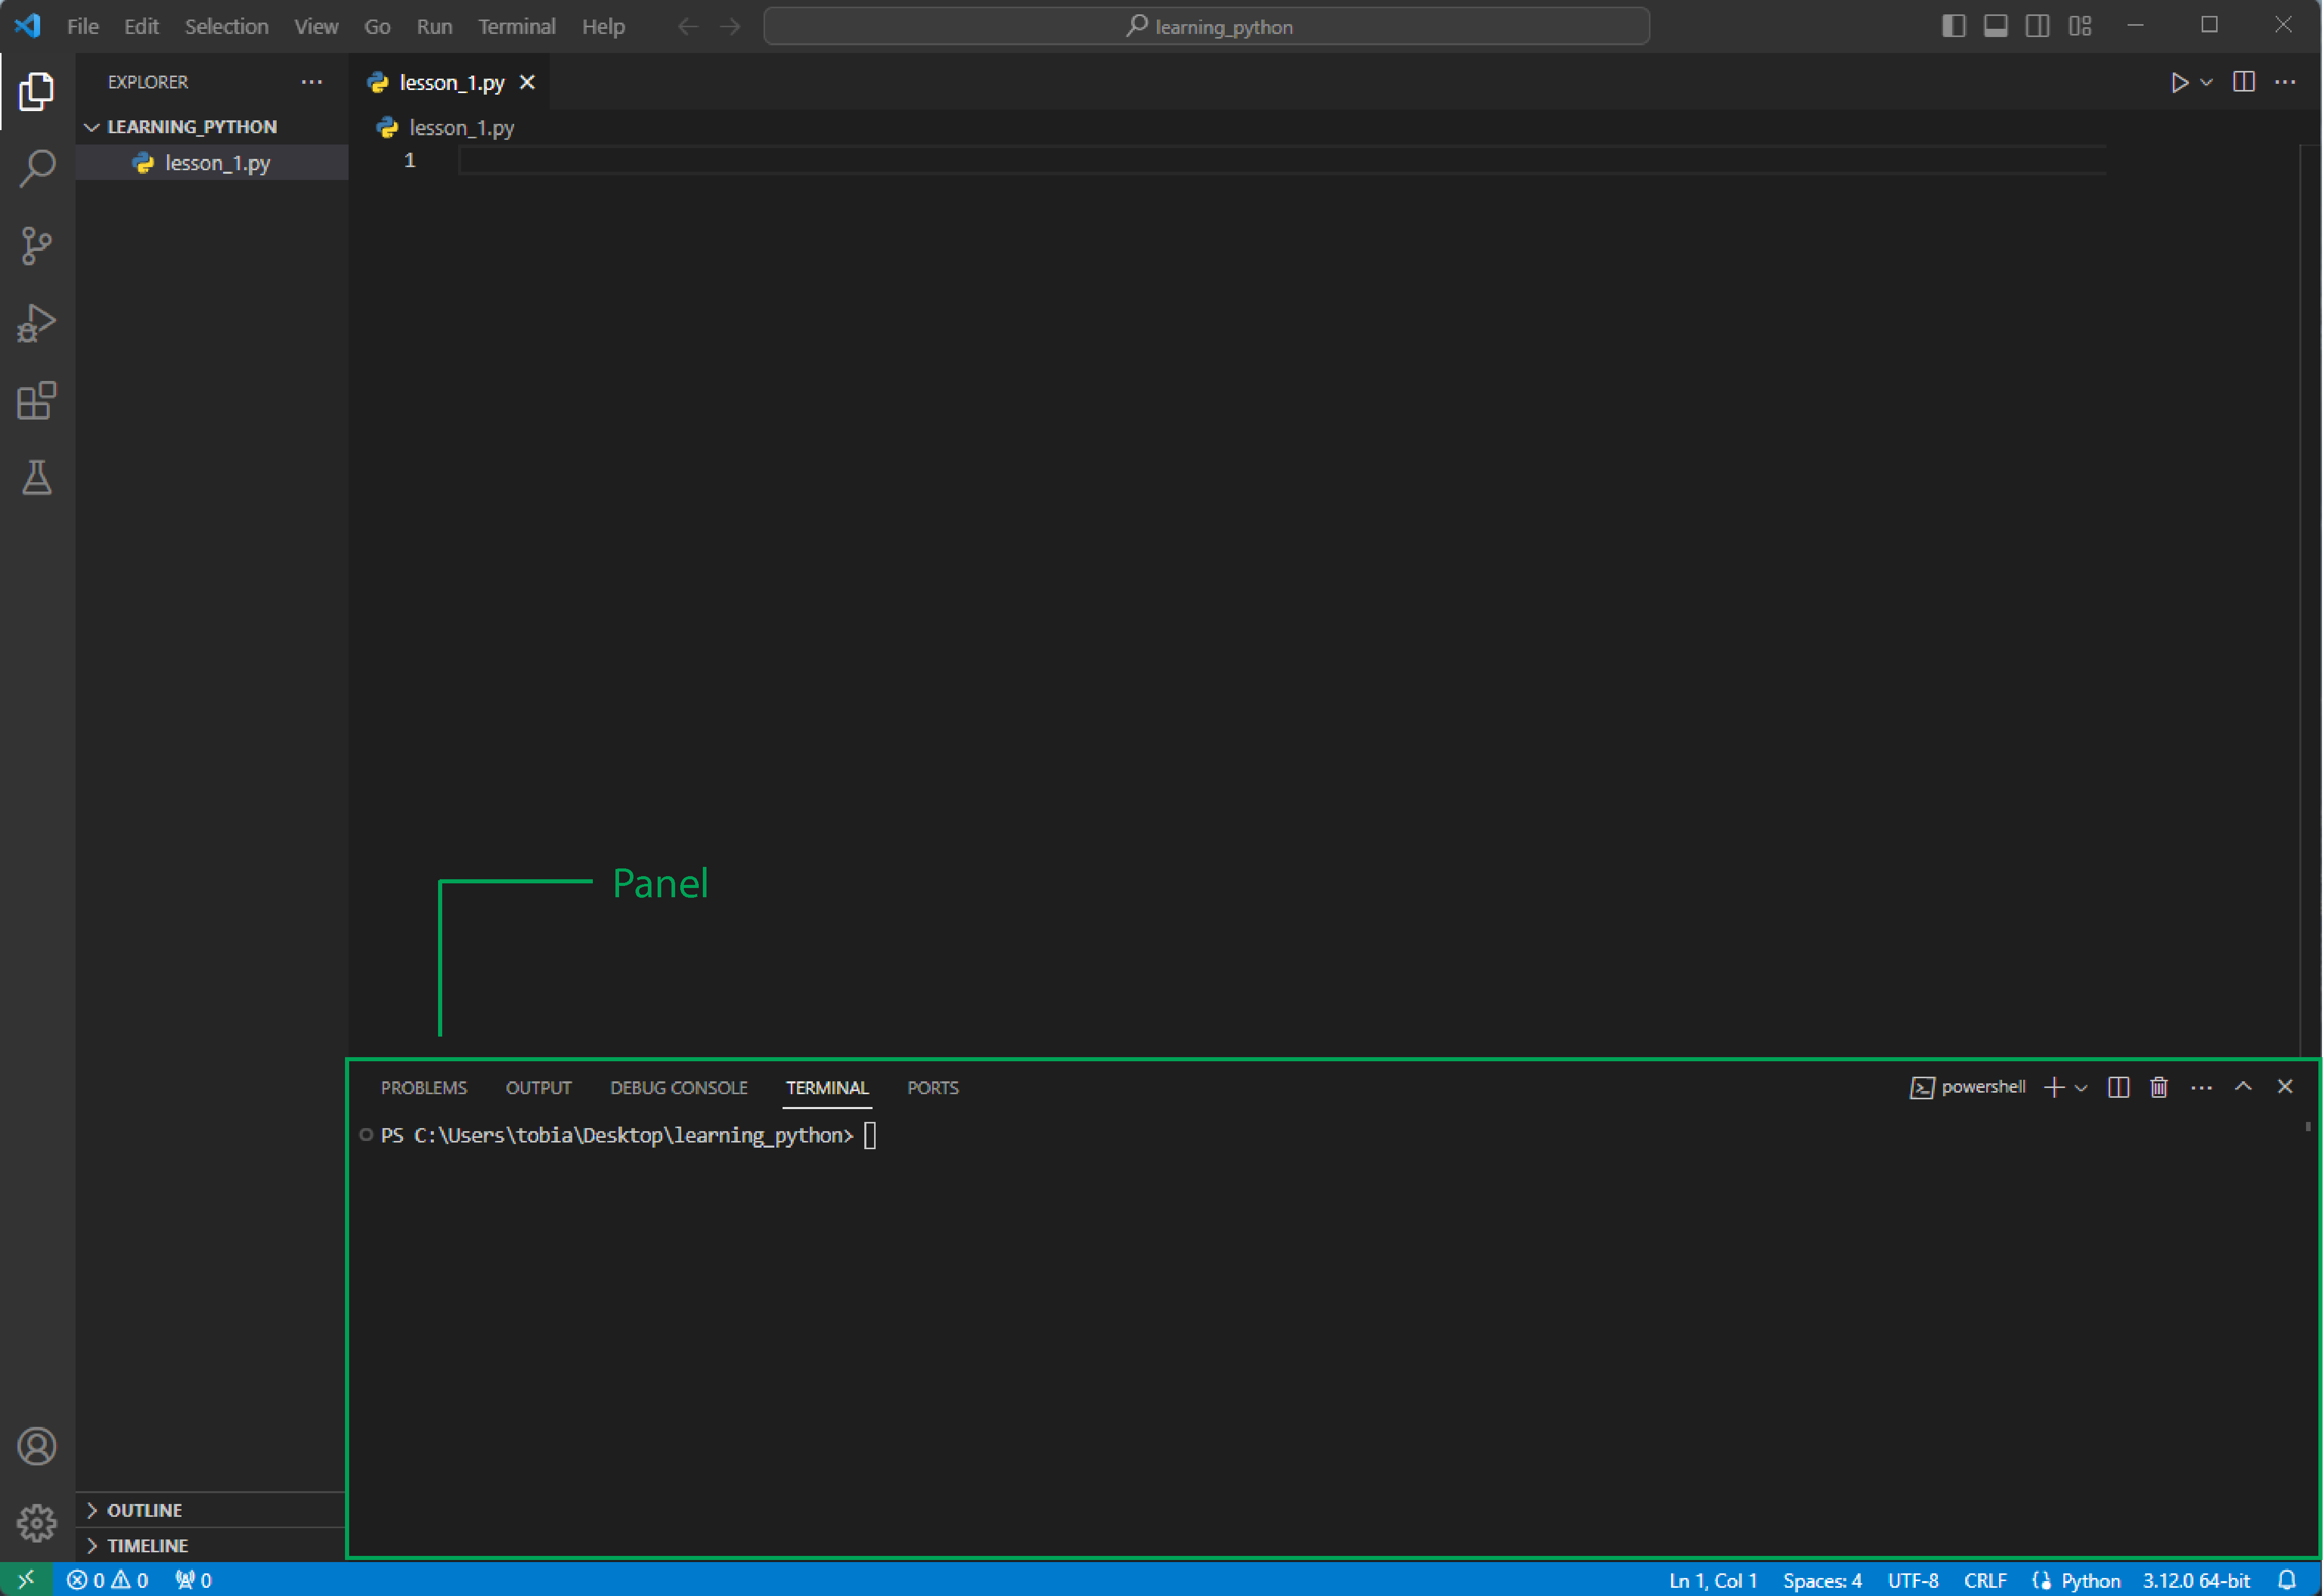 File Edit Selection View Go Run Terminal Help learning_python
EXPLORER
lesson_1.py
LEARNING_PYTHON
lesson_1.py
lesson_1.py
1
Panel
PROBLEMS OUTPUT DEBUG CONSOLE TERMINAL PORTS powershell
PS C:\Users\tobia\Desktop\learning_python>
OUTLINE
TIMELINE
0 0 0 Ln 1, Col 1 Spaces: 4 UTF-8 CRLF Python 3.12.0 64-bit